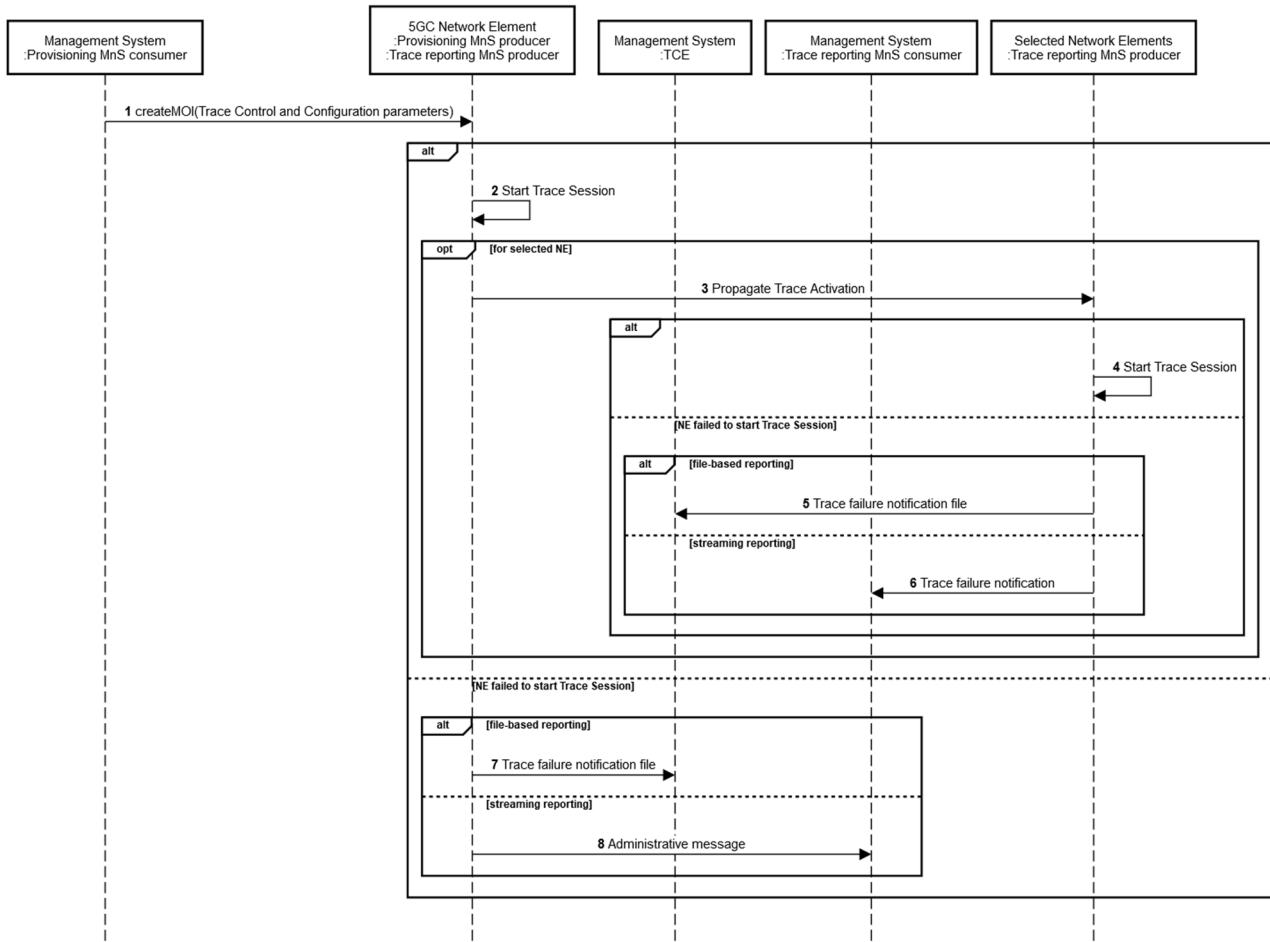 Management System
:Provisioning MnS consumer
5GC Network Element
:Provisioning MnS producer
:Trace reporting MnS producer
Management System
:TCE
Management System
:Trace reporting MnS consumer
Selected Network Elements
:Trace reporting MnS producer
1 createMOI(Trace Control and Configuration parameters)
alt
2 Start Trace Session
opt [for selected NE]
3 Propagate Trace Activation
alt
4 Start Trace Session
[NE failed to start Trace Session]
alt [file-based reporting]
5 Trace failure notification file
[streaming reporting]
6 Trace failure notification
[NE failed to start Trace Session]
alt [file-based reporting]
7 Trace failure notification file
[streaming reporting]
8 Administrative message